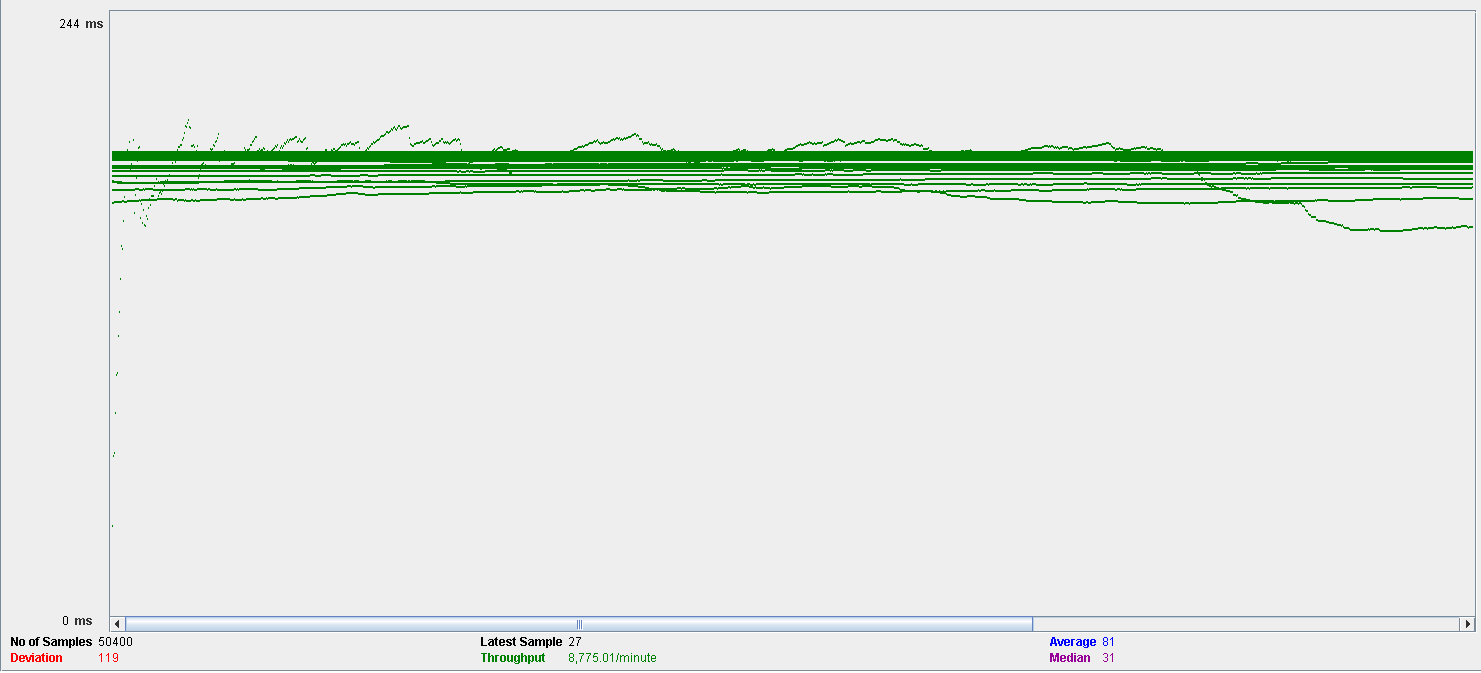 244 ms
0 ms
No of Samples 50400 Latest Sample 27 Average 81
Deviation 119 Throughput 8,775.01/minute Median 31